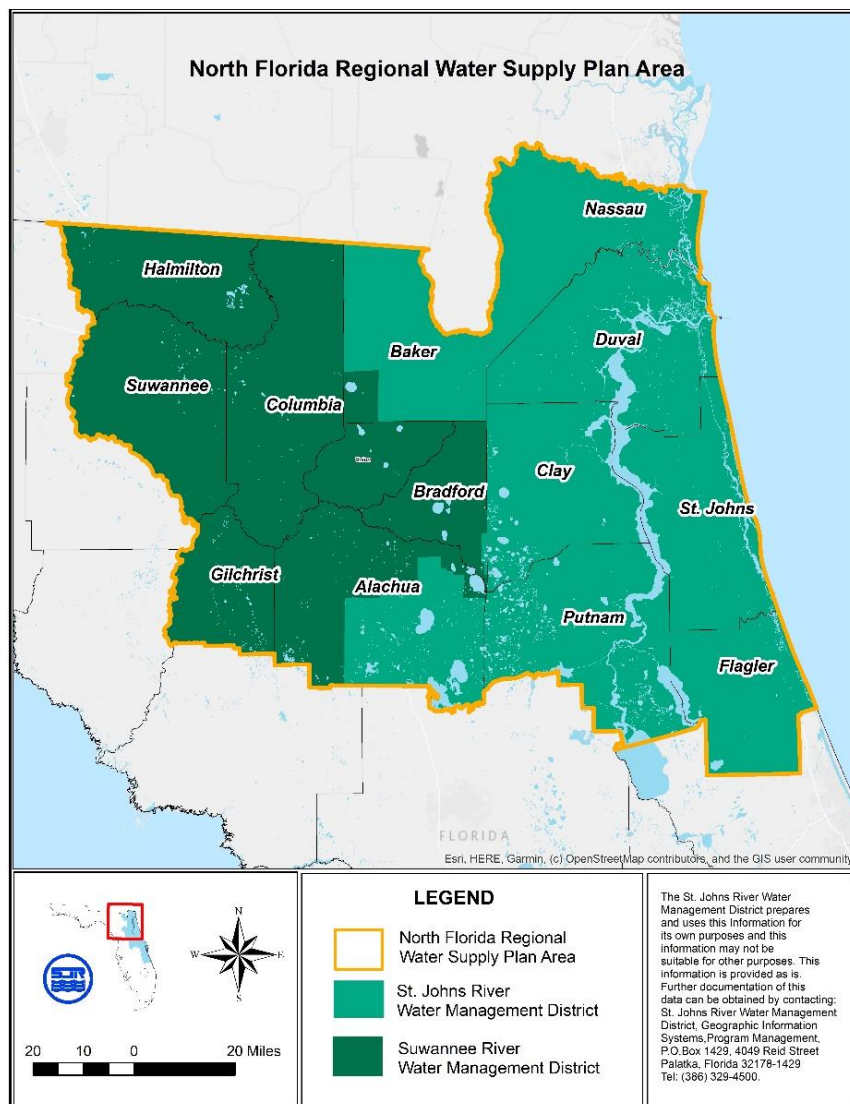 North Florida Regional Water Supply Plan Area
Nassau
Halmilton
Duval
Baker
Suwannee
Columbia
Bradford
Clay
St. Johns
Gilchrist
Alachua
Putnam
Flagler
FLORIDA
Esri, HERE, Garmin, (c) OpenStreetMap contributors, and the GIS user community
N
W
E
S
SJR
20
10
0
20 Miles
LEGEND
North Florida Regional
Water Supply Plan Area
St. Johns River
Water Management District
Suwannee River
Water Management District
The St. Johns River Water
Management District prepares
and uses this Information for
its own purposes and this
information may not be
suitable for other purposes. This
information is provided as is.
Further documentation of this
data can be obtained by contacting:
St. Johns River Water Management
District, Geographic Information
Systems,Program Management,
P.O.Box 1429, 4049 Reid Street
Palatka, Florida 32178-1429
Tel: (386) 329-4500.